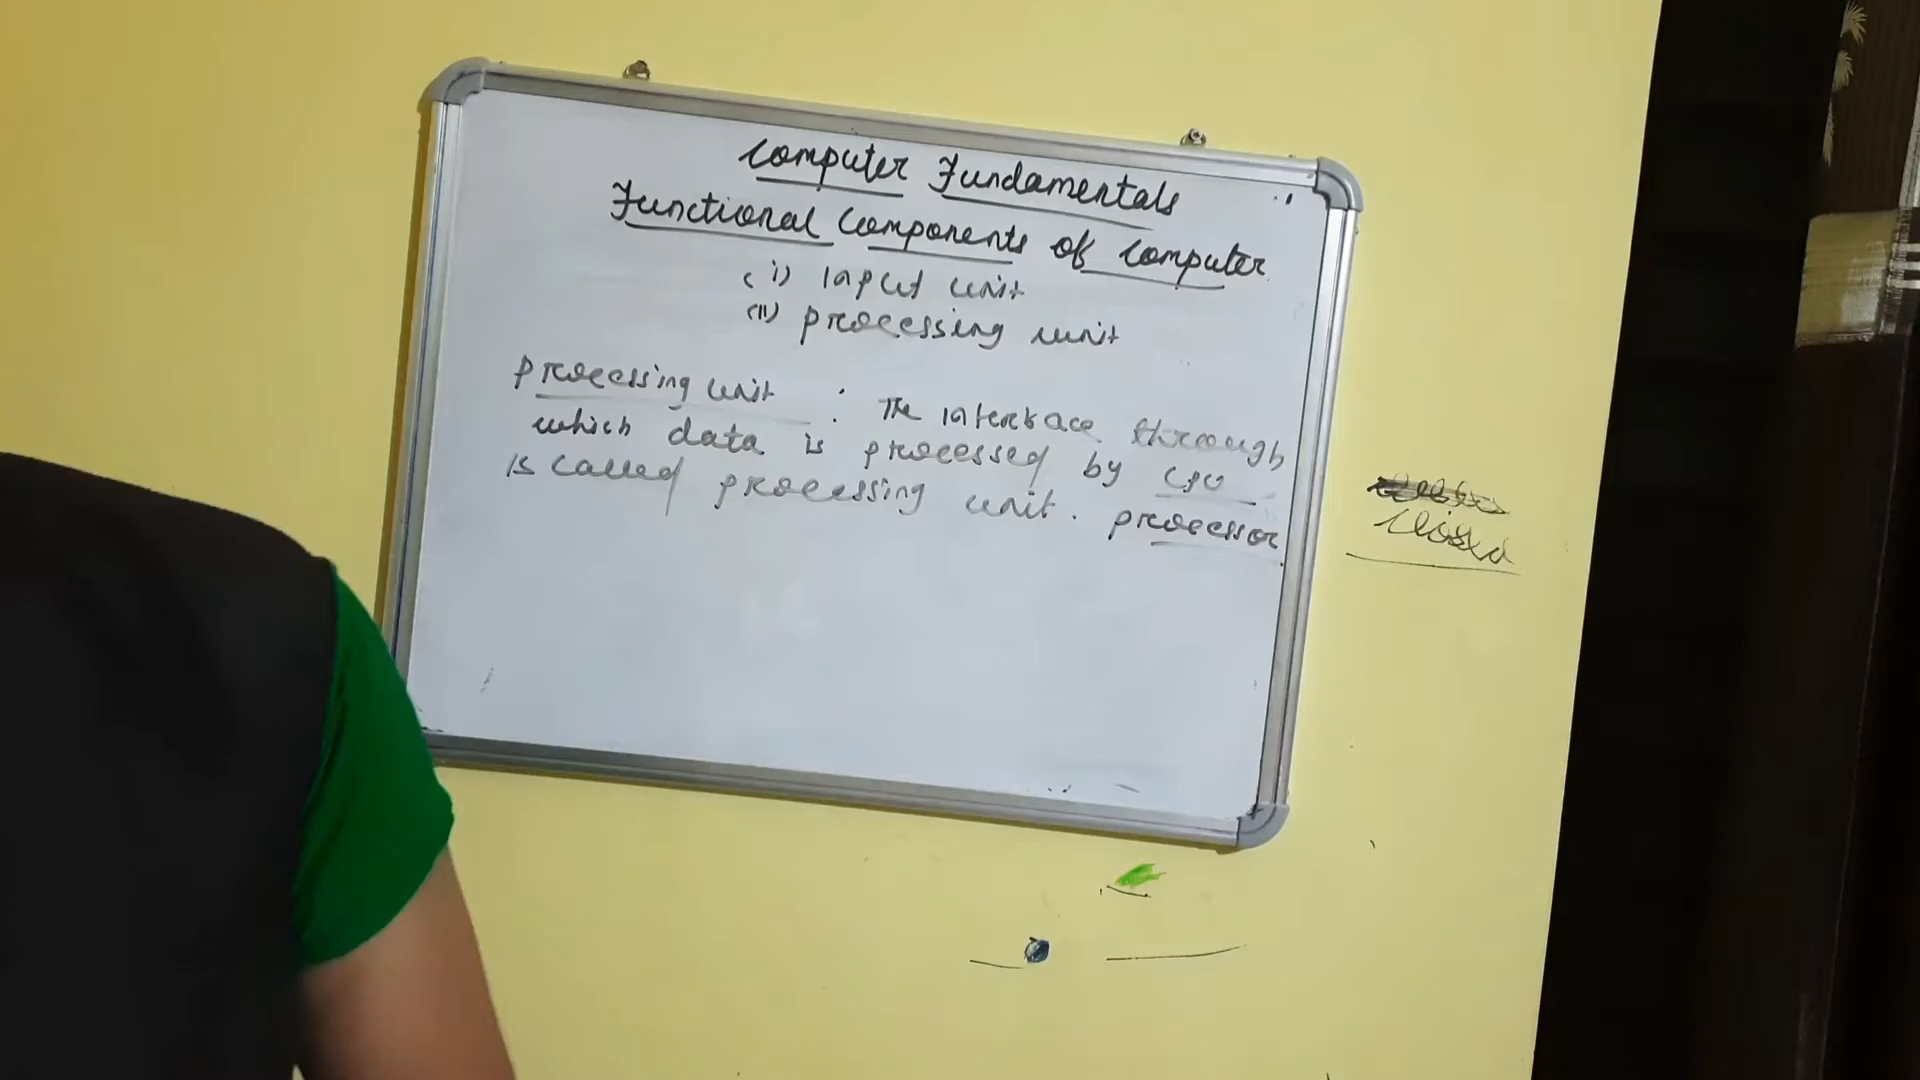 Computer Fundamentals
Functional Components of Computer
(i) Input unit
(ii) processing unit
processing unit : The interface through
which data is processed by CPU
is called processing unit. processor